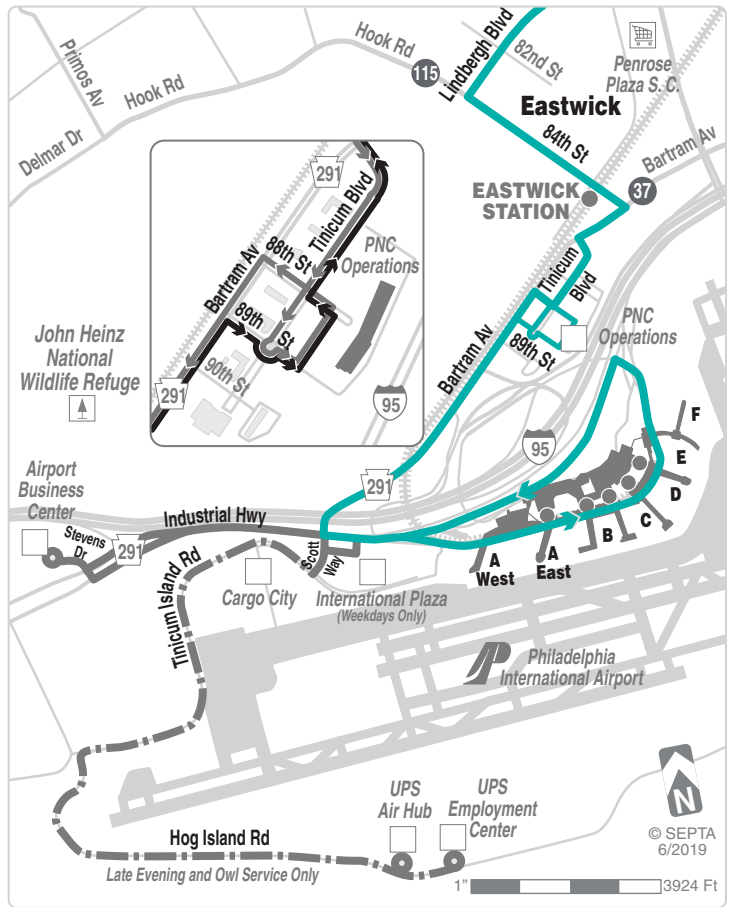 Primos Av
Hook Rd
Hook Rd
Delmar Dr
115
Lindbergh Blvd
82nd St
Penrose
Plaza S. C.
Eastwick
84th St
Bartram Av
37
EASTWICK
STATION
291
Tinicum Blvd
88th St
Bartram Av
PNC
Operations
89th St
90th St
291
95
Tinicum
Blvd
PNC
Operations
89th St
Bartram Av
John Heinz
National
Wildlife Refuge
95
291
F
E
D
C
B
A
East
A
West
Airport
Business
Center
Industrial Hwy
Stevens
Dr
291
Scott
Way
Tinicum Island Rd
Cargo City
International Plaza
(Weekdays Only)
Philadelphia
International Airport
UPS
Air Hub
UPS
Employment
Center
Hog Island Rd
Late Evening and Owl Service Only
N
© SEPTA
6/2019
1" 3924 Ft